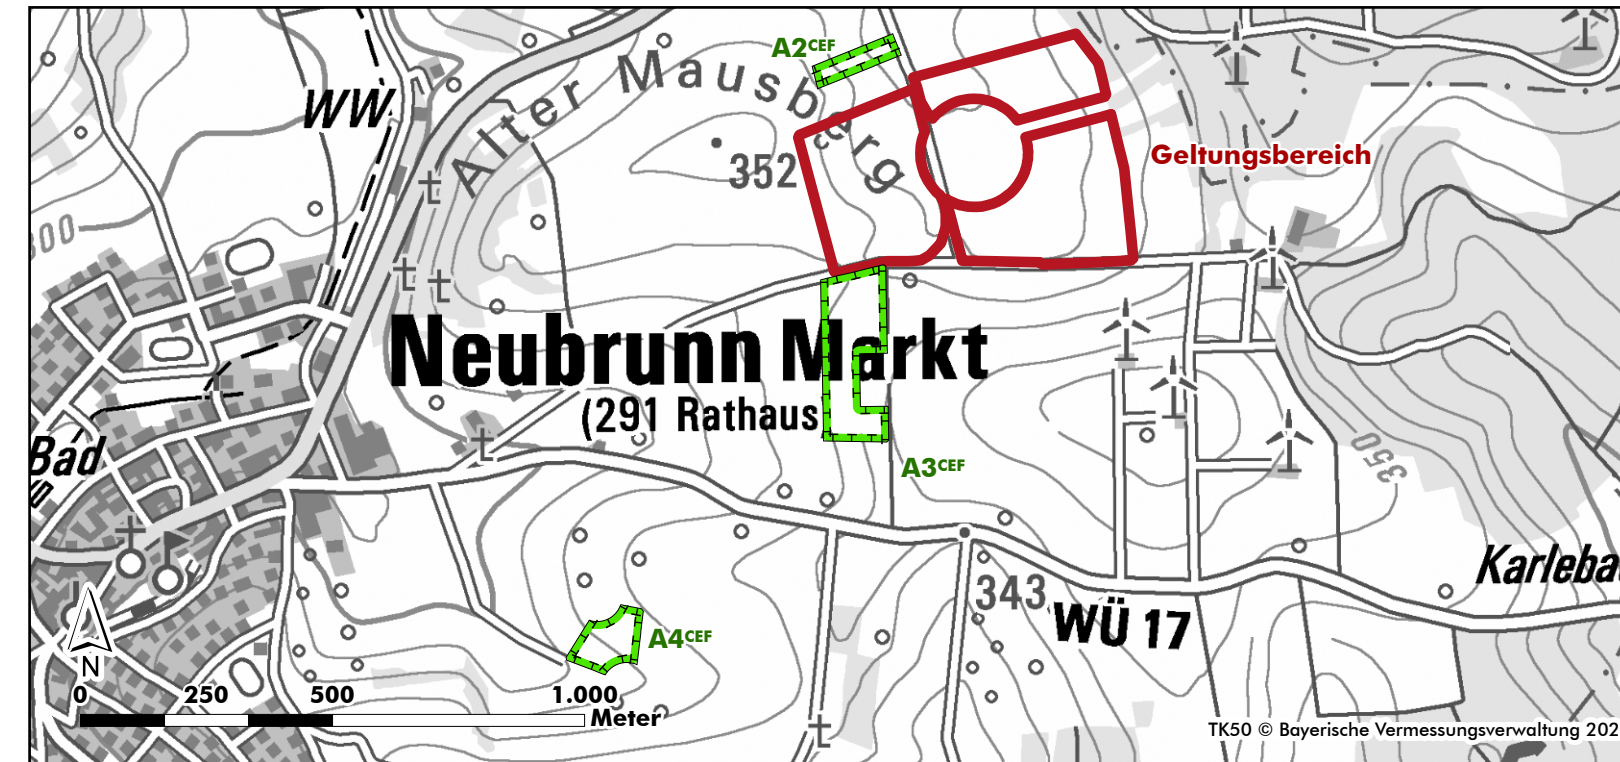 A2CEF
WW
Alter Mausberg
352
Geltungsbereich
300
Neubrunn Markt
(291 Rathaus
Bad
A3CEF
350
Karleba
343
WÜ 17
A4CEF
N
0 250 500 1.000
Meter
TK50 © Bayerische Vermessungsverwaltung 202